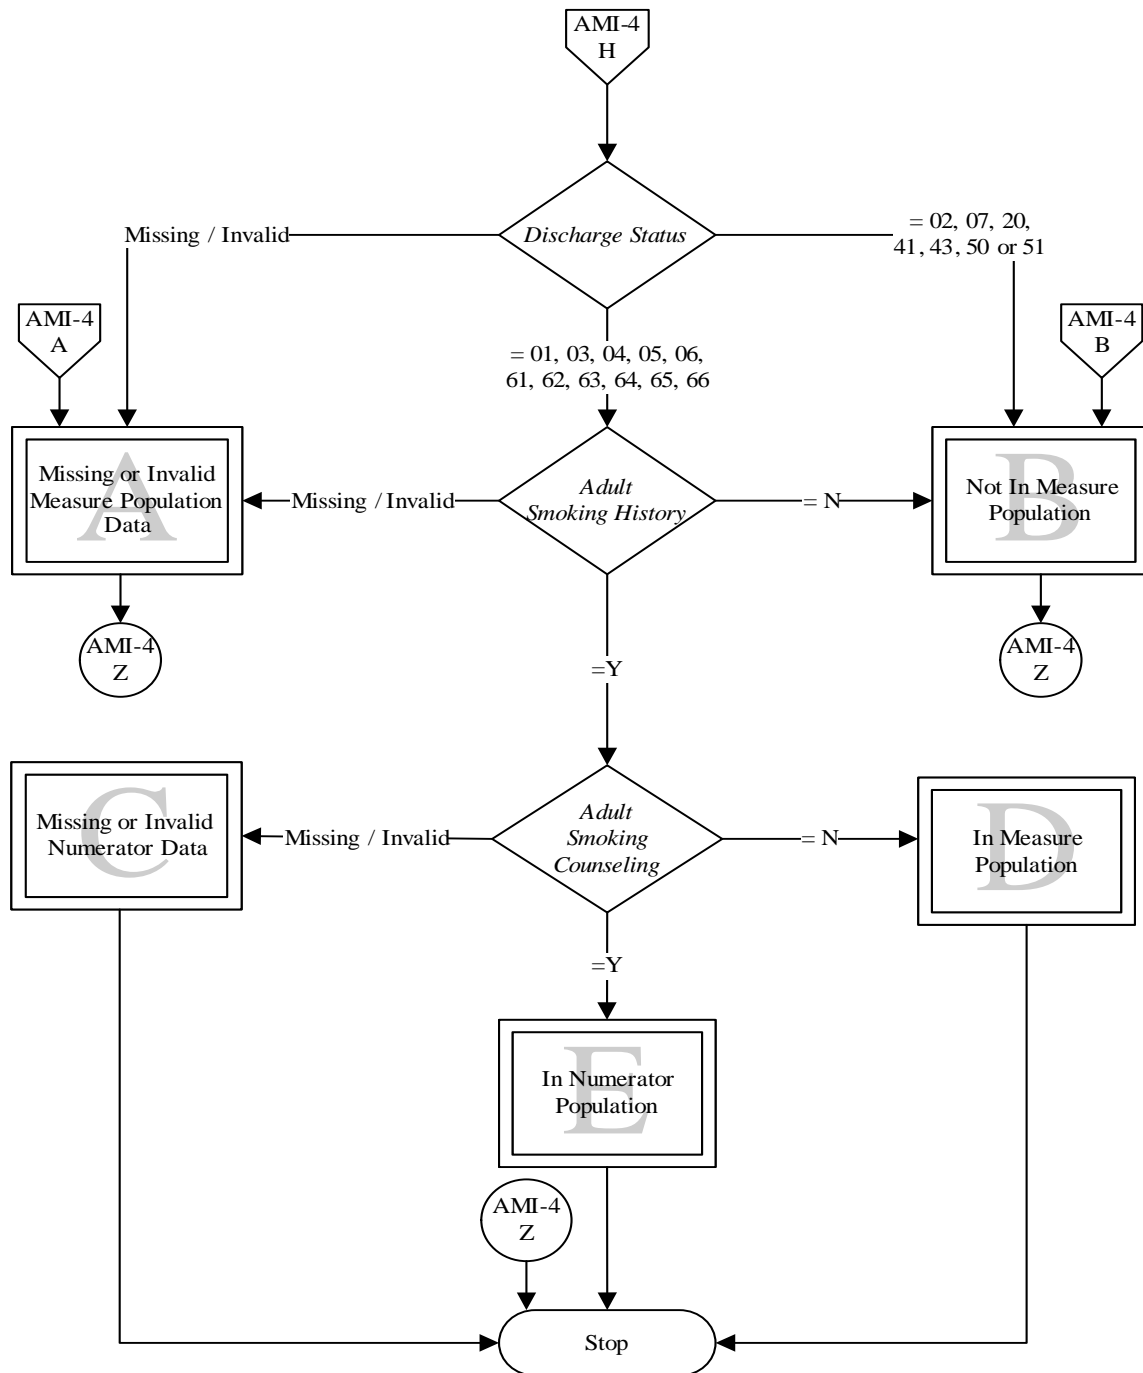 AMI-4
H
Discharge Status
Missing / Invalid
= 02, 07, 20,
41, 43, 50 or 51
AMI-4
A
= 01, 03, 04, 05, 06,
61, 62, 63, 64, 65, 66
AMI-4
B
A
Missing or Invalid
Measure Population
Data
Missing / Invalid
Adult
Smoking History
= N
B
Not In Measure
Population
AMI-4
Z
AMI-4
Z
=Y
C
Missing or Invalid
Numerator Data
Missing / Invalid
Adult
Smoking
Counseling
= N
D
In Measure
Population
=Y
E
In Numerator
Population
AMI-4
Z
Stop